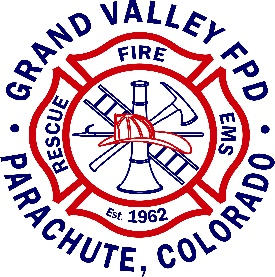 GRAND VALLEY FPD
FIRE
RESCUE
EMS
Est. 1962
• PARACHUTE, COLORADO •